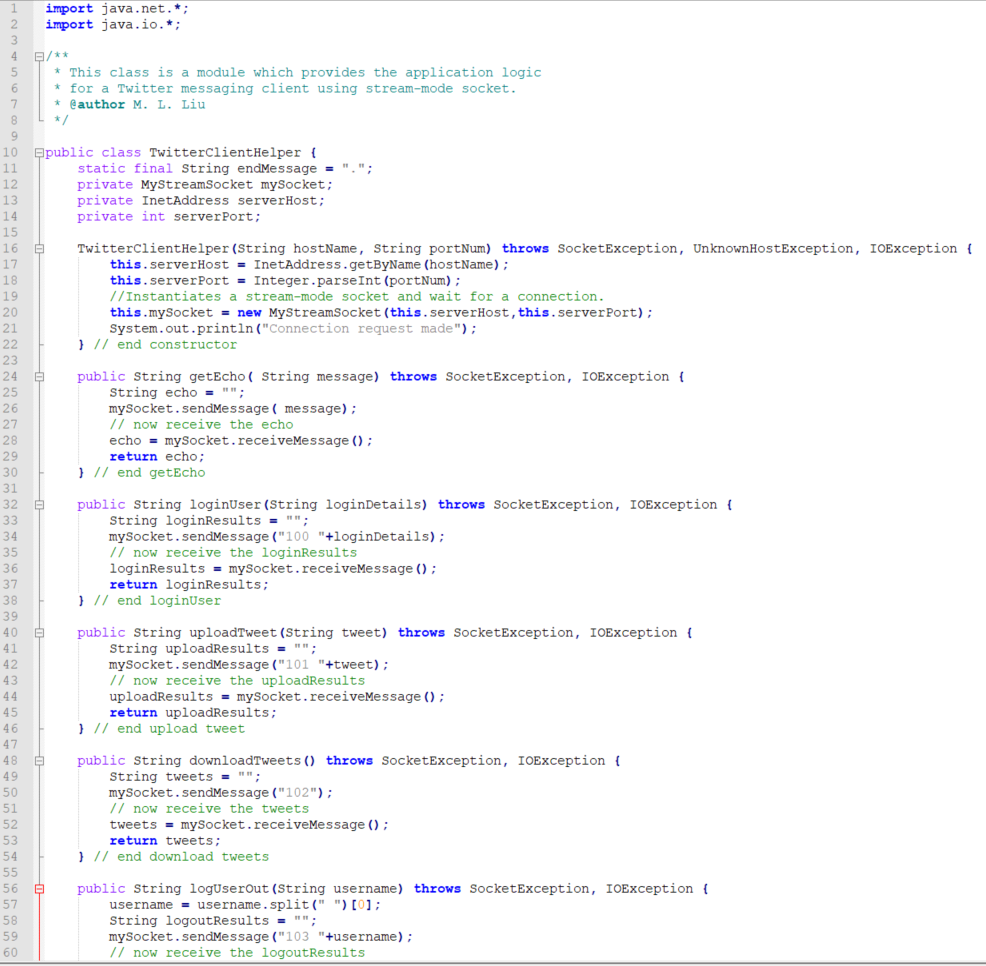 1 import java.net.*;
2 import java.io.*;
3
4 /**
5  * This class is a module which provides the application logic
6  * for a Twitter messaging client using stream-mode socket.
7  * @author M. L. Liu
8  */
9
10 public class TwitterClientHelper {
11     static final String endMessage = ".";
12     private MyStreamSocket mySocket;
13     private InetAddress serverHost;
14     private int serverPort;
15
16     TwitterClientHelper(String hostName, String portNum) throws SocketException, UnknownHostException, IOException {
17         this.serverHost = InetAddress.getByName(hostName);
18         this.serverPort = Integer.parseInt(portNum);
19         //Instantiates a stream-mode socket and wait for a connection.
20         this.mySocket = new MyStreamSocket(this.serverHost,this.serverPort);
21         System.out.println("Connection request made");
22     } // end constructor
23
24     public String getEcho( String message) throws SocketException, IOException {
25         String echo = "";
26         mySocket.sendMessage( message);
27         // now receive the echo
28         echo = mySocket.receiveMessage();
29         return echo;
30     } // end getEcho
31
32     public String loginUser(String loginDetails) throws SocketException, IOException {
33         String loginResults = "";
34         mySocket.sendMessage("100 "+loginDetails);
35         // now receive the loginResults
36         loginResults = mySocket.receiveMessage();
37         return loginResults;
38     } // end loginUser
39
40     public String uploadTweet(String tweet) throws SocketException, IOException {
41         String uploadResults = "";
42         mySocket.sendMessage("101 "+tweet);
43         // now receive the uploadResults
44         uploadResults = mySocket.receiveMessage();
45         return uploadResults;
46     } // end upload tweet
47
48     public String downloadTweets() throws SocketException, IOException {
49         String tweets = "";
50         mySocket.sendMessage("102");
51         // now receive the tweets
52         tweets = mySocket.receiveMessage();
53         return tweets;
54     } // end download tweets
55
56     public String logUserOut(String username) throws SocketException, IOException {
57         username = username.split(" ")[0];
58         String logoutResults = "";
59         mySocket.sendMessage("103 "+username);
60         // now receive the logoutResults